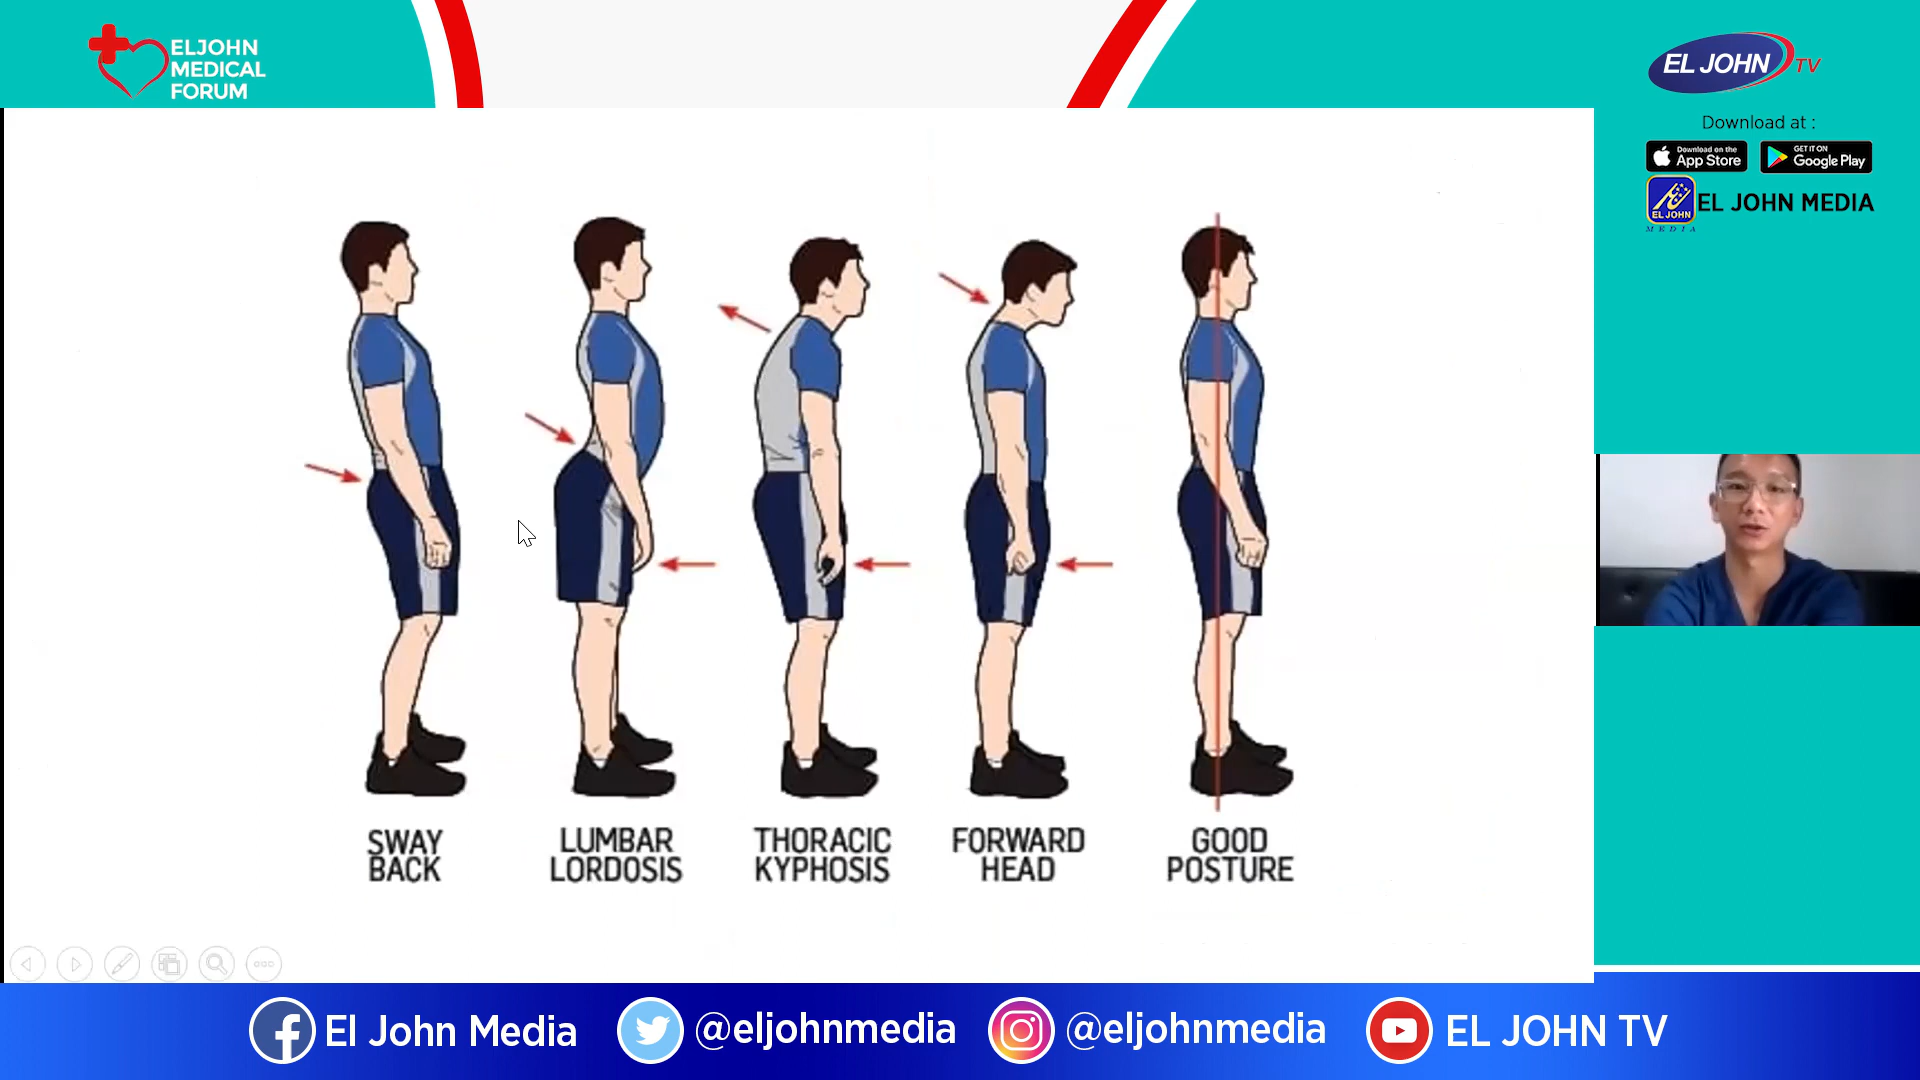 ELJOHN
MEDICAL
FORUM
EL JOHN TV
Download at :
Download on the
App Store
GET IT ON
Google Play
EL JOHN
MEDIA
EL JOHN MEDIA
SWAY
BACK
LUMBAR
LORDOSIS
THORACIC
KYPHOSIS
FORWARD
HEAD
GOOD
POSTURE
El John Media
@eljohnmedia
@eljohnmedia
EL JOHN TV